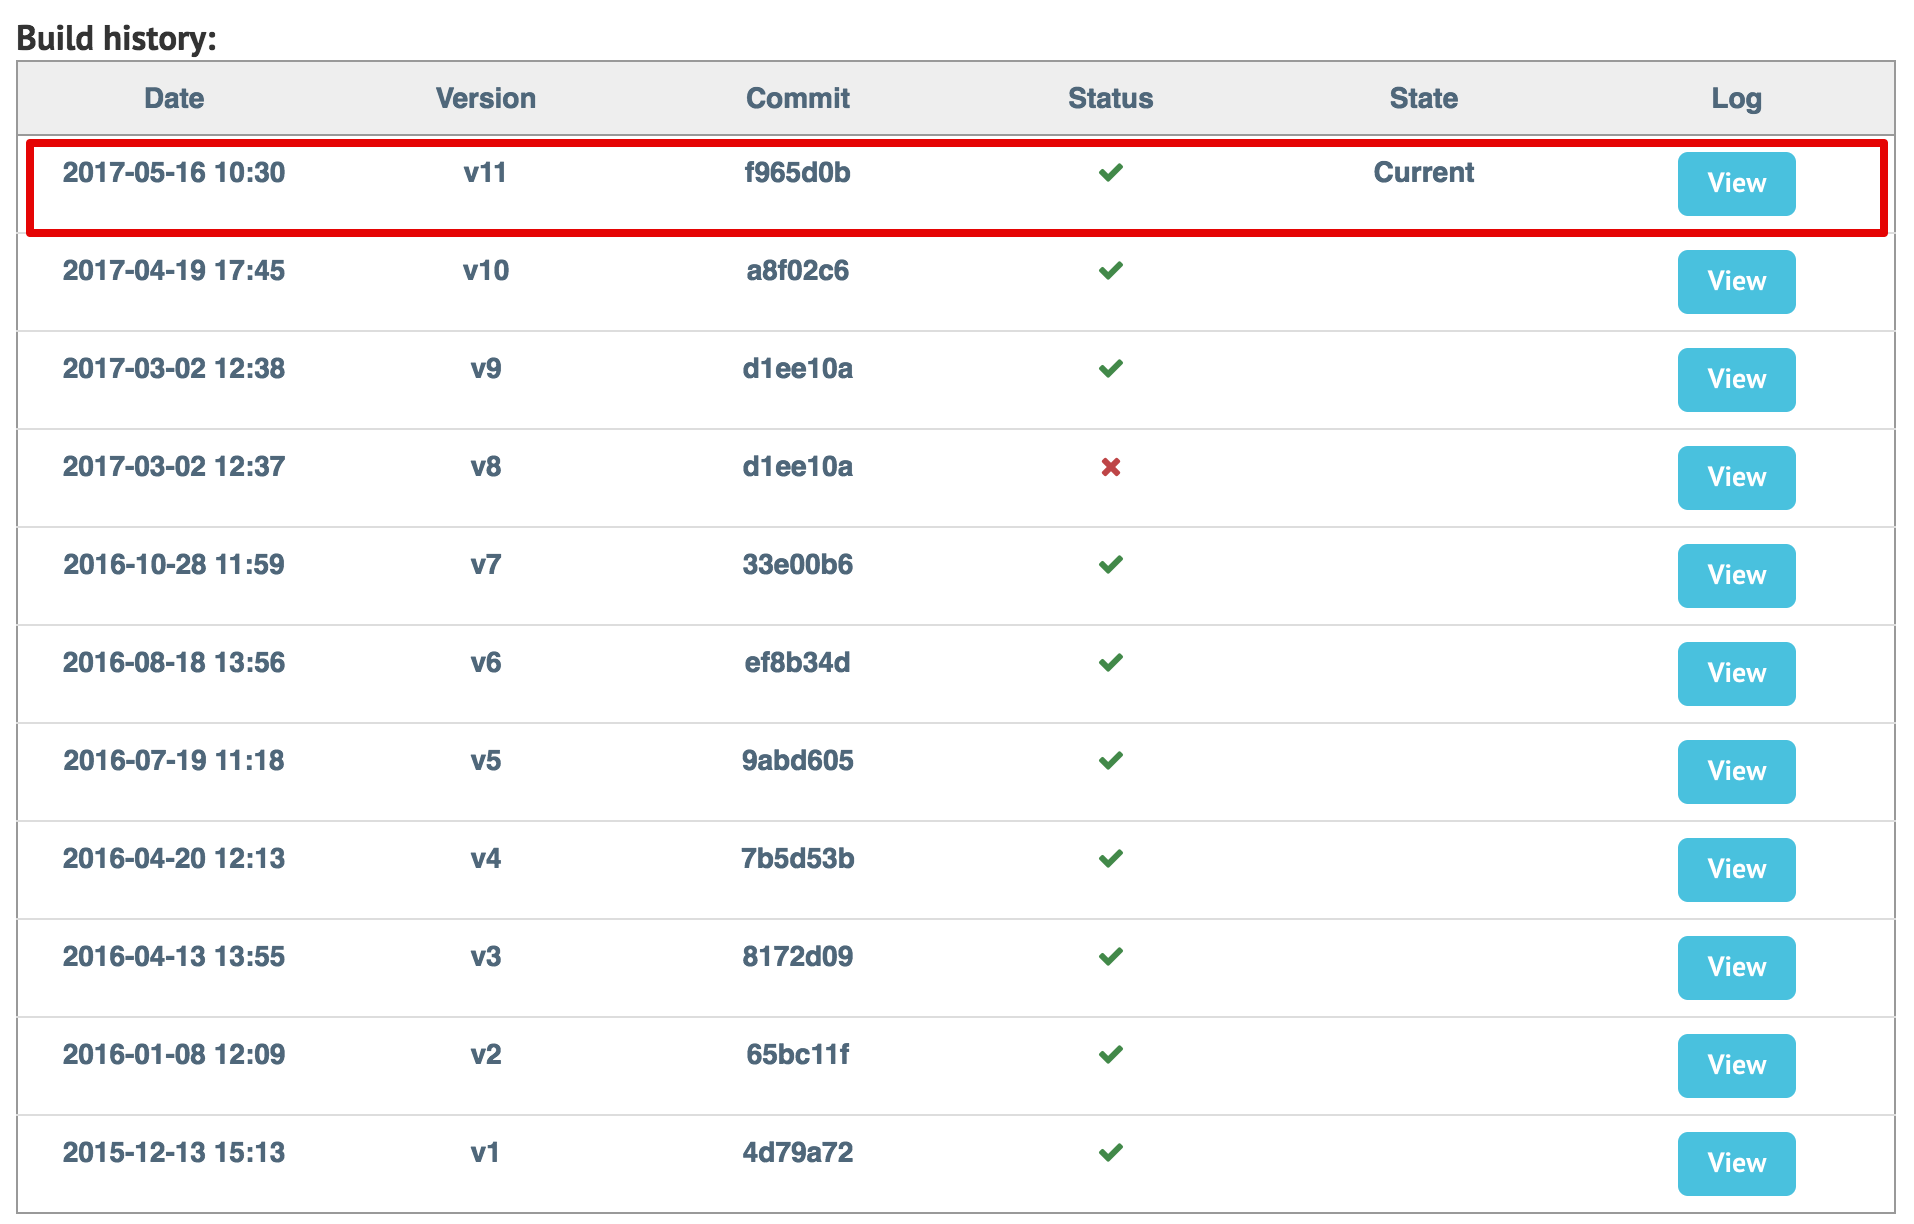 Build history:
Date Version Commit Status State Log
2017-05-16 10:30 v11 f965d0b Current View
2017-04-19 17:45 v10 a8f02c6 View
2017-03-02 12:38 v9 d1ee10a View
2017-03-02 12:37 v8 d1ee10a View
2016-10-28 11:59 v7 33e00b6 View
2016-08-18 13:56 v6 ef8b34d View
2016-07-19 11:18 v5 9abd605 View
2016-04-20 12:13 v4 7b5d53b View
2016-04-13 13:55 v3 8172d09 View
2016-01-08 12:09 v2 65bc11f View
2015-12-13 15:13 v1 4d79a72 View